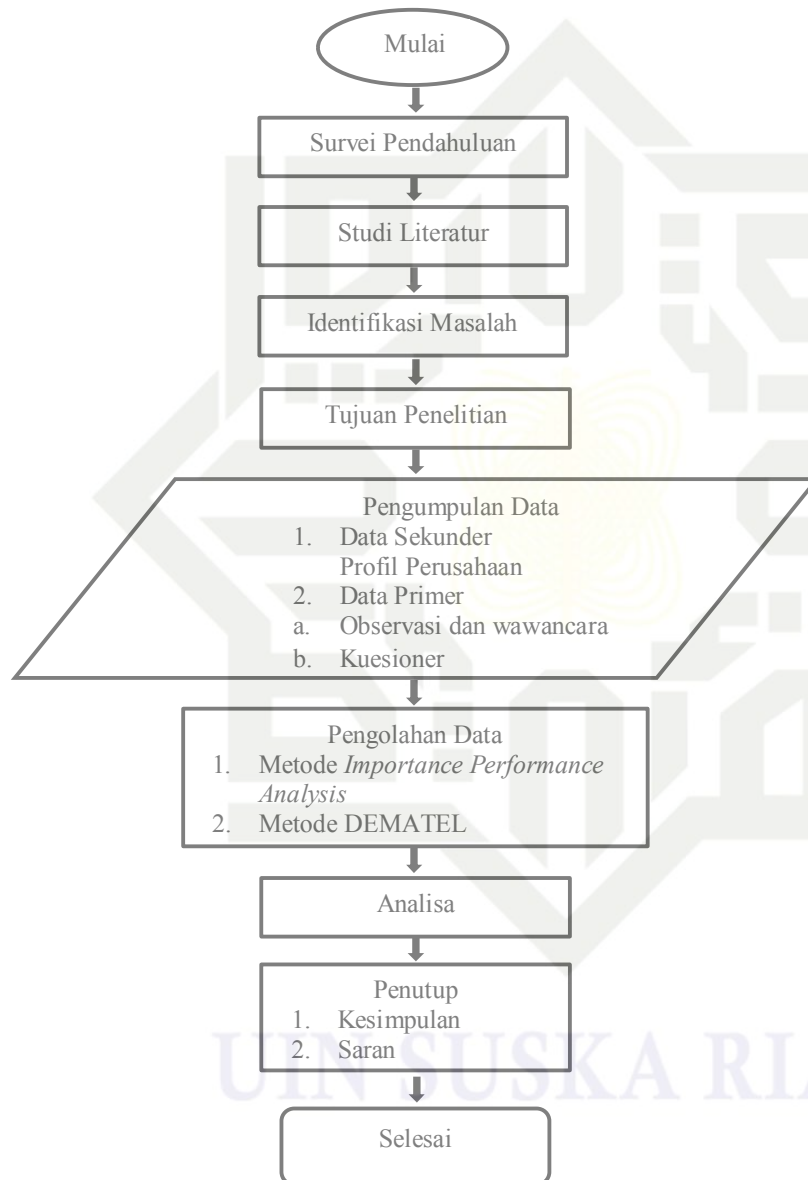 Mulai
Survei Pendahuluan
Studi Literatur
Identifikasi Masalah
Tujuan Penelitian
Pengumpulan Data
1. Data Sekunder
Profil Perusahaan
2. Data Primer
a. Observasi dan wawancara
b. Kuesioner
Pengolahan Data
1. Metode Importance Performance
Analysis
2. Metode DEMATEL
Analisa
Penutup
1. Kesimpulan
2. Saran
UIN SUSKA RIA
Selesai